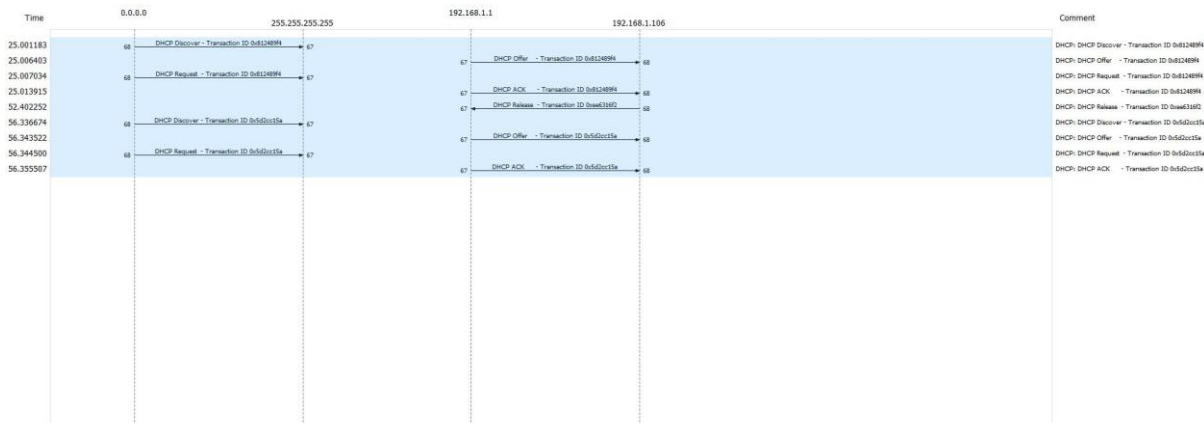 Time 0.0.0.0 255.255.255.255 192.168.1.1 192.168.1.106 Comment
25.001183 68 DHCP Discover - Transaction ID 0x812489f4 67 DHCP: DHCP Discover - Transaction ID 0x812489f4
25.006403 67 DHCP Offer - Transaction ID 0x812489f4 68 DHCP: DHCP Offer - Transaction ID 0x812489f4
25.007034 68 DHCP Request - Transaction ID 0x812489f4 67 DHCP: DHCP Request - Transaction ID 0x812489f4
25.013915 67 DHCP ACK - Transaction ID 0x812489f4 68 DHCP: DHCP ACK - Transaction ID 0x812489f4
52.402252 67 DHCP Release - Transaction ID 0xee6316f2 68 DHCP: DHCP Release - Transaction ID 0xee6316f2
56.336674 68 DHCP Discover - Transaction ID 0x5d2cc15a 67 DHCP: DHCP Discover - Transaction ID 0x5d2cc15a
56.343522 67 DHCP Offer - Transaction ID 0x5d2cc15a 68 DHCP: DHCP Offer - Transaction ID 0x5d2cc15a
56.344500 68 DHCP Request - Transaction ID 0x5d2cc15a 67 DHCP: DHCP Request - Transaction ID 0x5d2cc15a
56.355507 67 DHCP ACK - Transaction ID 0x5d2cc15a 68 DHCP: DHCP ACK - Transaction ID 0x5d2cc15a